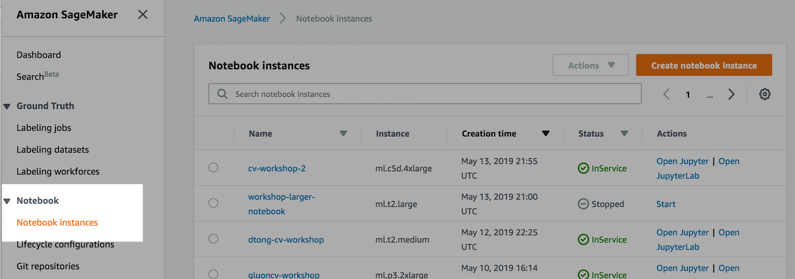 Amazon SageMaker
Dashboard
SearchBeta
Ground Truth
Labeling jobs
Labeling datasets
Labeling workforces
Notebook
Notebook instances
Lifecycle configurations
Git repositories
Amazon SageMaker > Notebook instances
Notebook instances
Actions
Create notebook instance
Search notebook instances
1 ...
Name Instance Creation time Status Actions
cv-workshop-2 ml.c5d.4xlarge May 13, 2019 21:55 UTC InService Open Jupyter | Open JupyterLab
workshop-larger-notebook ml.t2.large May 13, 2019 21:00 UTC Stopped Start
dtong-cv-workshop ml.t2.medium May 12, 2019 22:25 UTC InService Open Jupyter | Open JupyterLab
gluoncv-workshop ml.p3.2xlarge May 10, 2019 16:14 InService Open Jupyter | Open